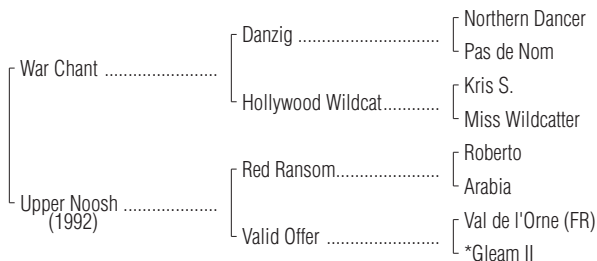 Northern Dancer
Danzig ......................................
Pas de Nom
War Chant ..............................
Kris S.
Hollywood Wildcat...............
Miss Wildcatter
Roberto
Red Ransom............................
Arabia
Upper Noosh .........................
(1992)
Val de l'Orne (FR)
Valid Offer ..............................
*Gleam II